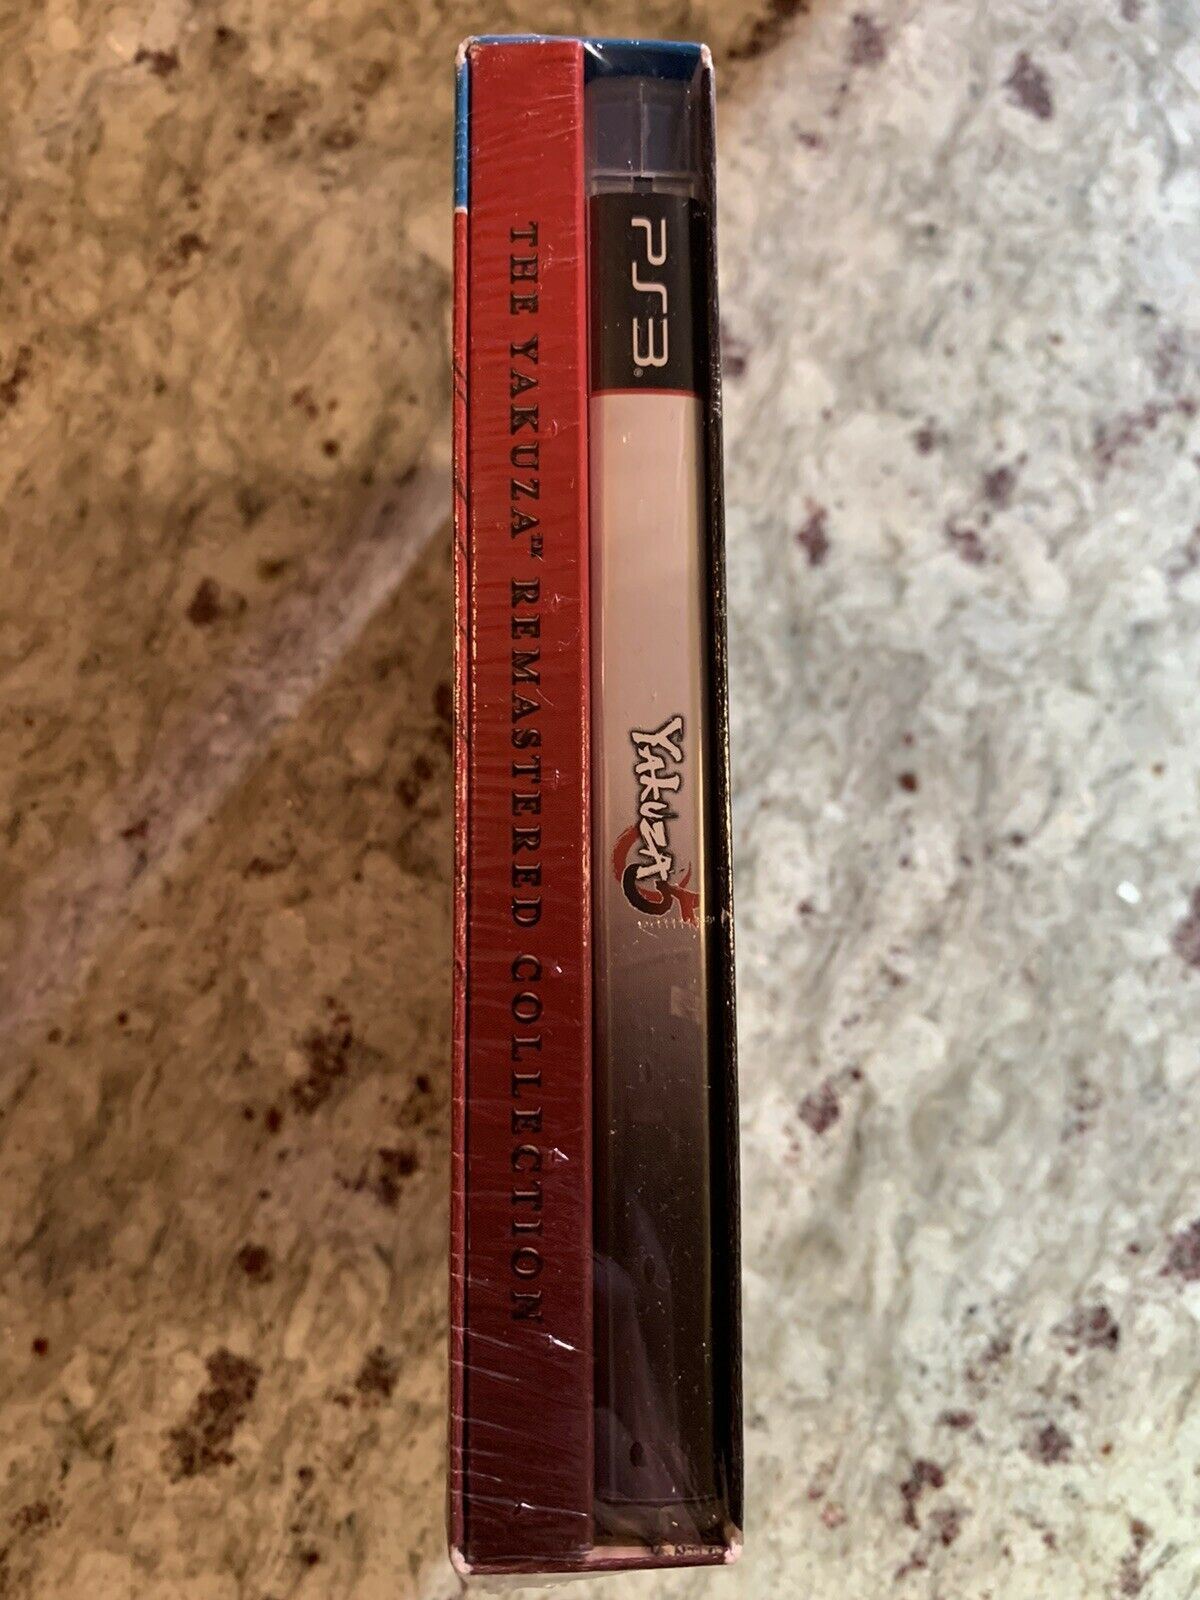 THE YAKUZA™ REMASTERED COLLECTION
PS3®
YAKUZA 5